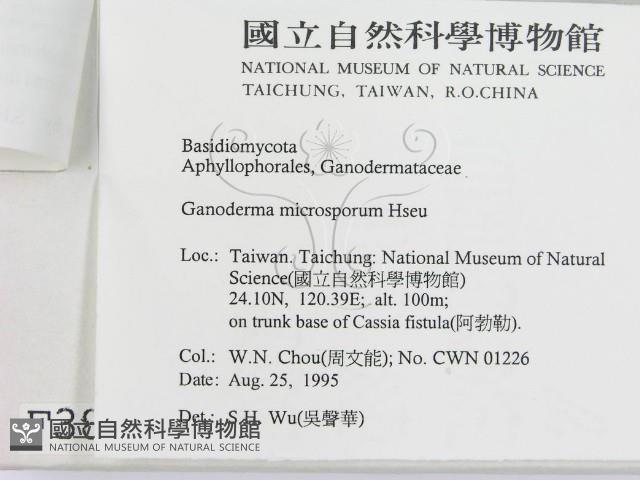 國立自然科學博物館
NATIONAL MUSEUM OF NATURAL SCIENCE
TAICHUNG, TAIWAN, R.O.CHINA
Basidiomycota
Aphyllophorales, Ganodermataceae
Ganoderma microsporum Hseu
Loc.: Taiwan. Taichung: National Museum of Natural
Science(國立自然科學博物館)
24.10N, 120.39E; alt. 100m;
on trunk base of Cassia fistula(阿勃勒).
Col.: W.N. Chou(周文能); No. CWN 01226
Date: Aug. 25, 1995
Det.: S.H. Wu(吳聲華)
國立自然科學博物館
NATIONAL MUSEUM OF NATURAL SCIENCE